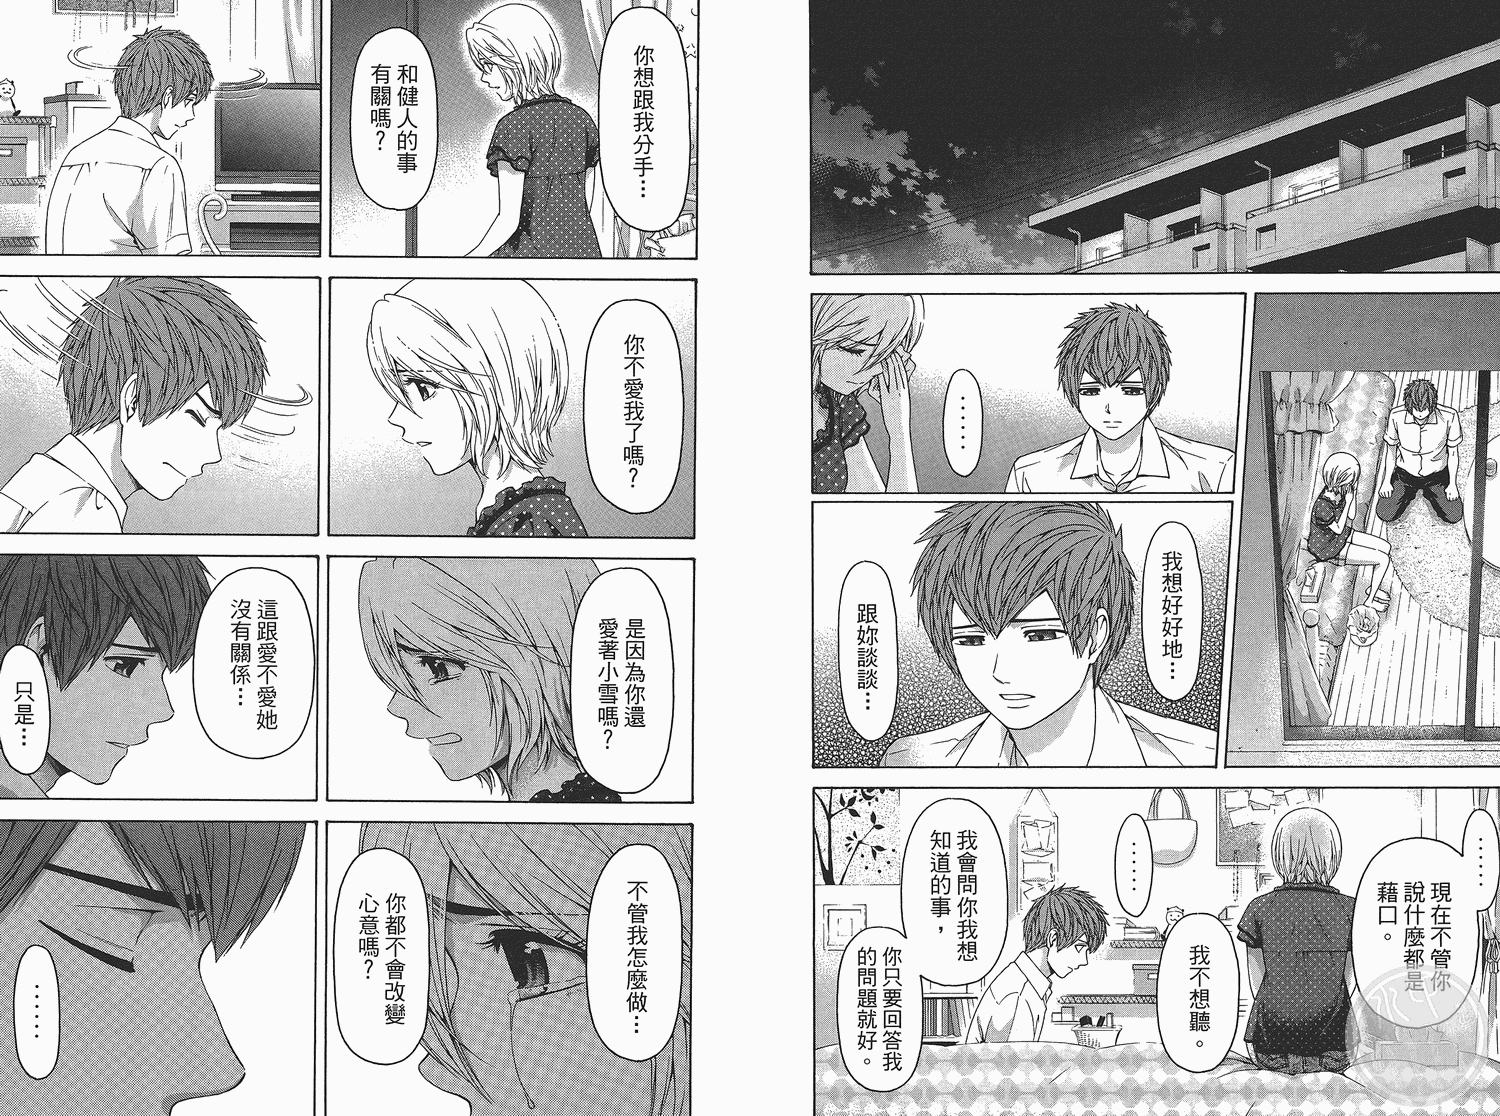 ……
我想好好地…
跟妳談談…
……
現在不管你
說什麼都是
藉口。
我不想聽。
……
我會問你我想
知道的事，
你只要回答我
的問題就好。
你想跟我分手…
和健人的事
有關嗎？
你不愛我了嗎？
是因為你還
愛著小雪嗎？
這跟愛不愛她
沒有關係…
只是…
不管我怎麼做…
你都不會改變
心意嗎？
……